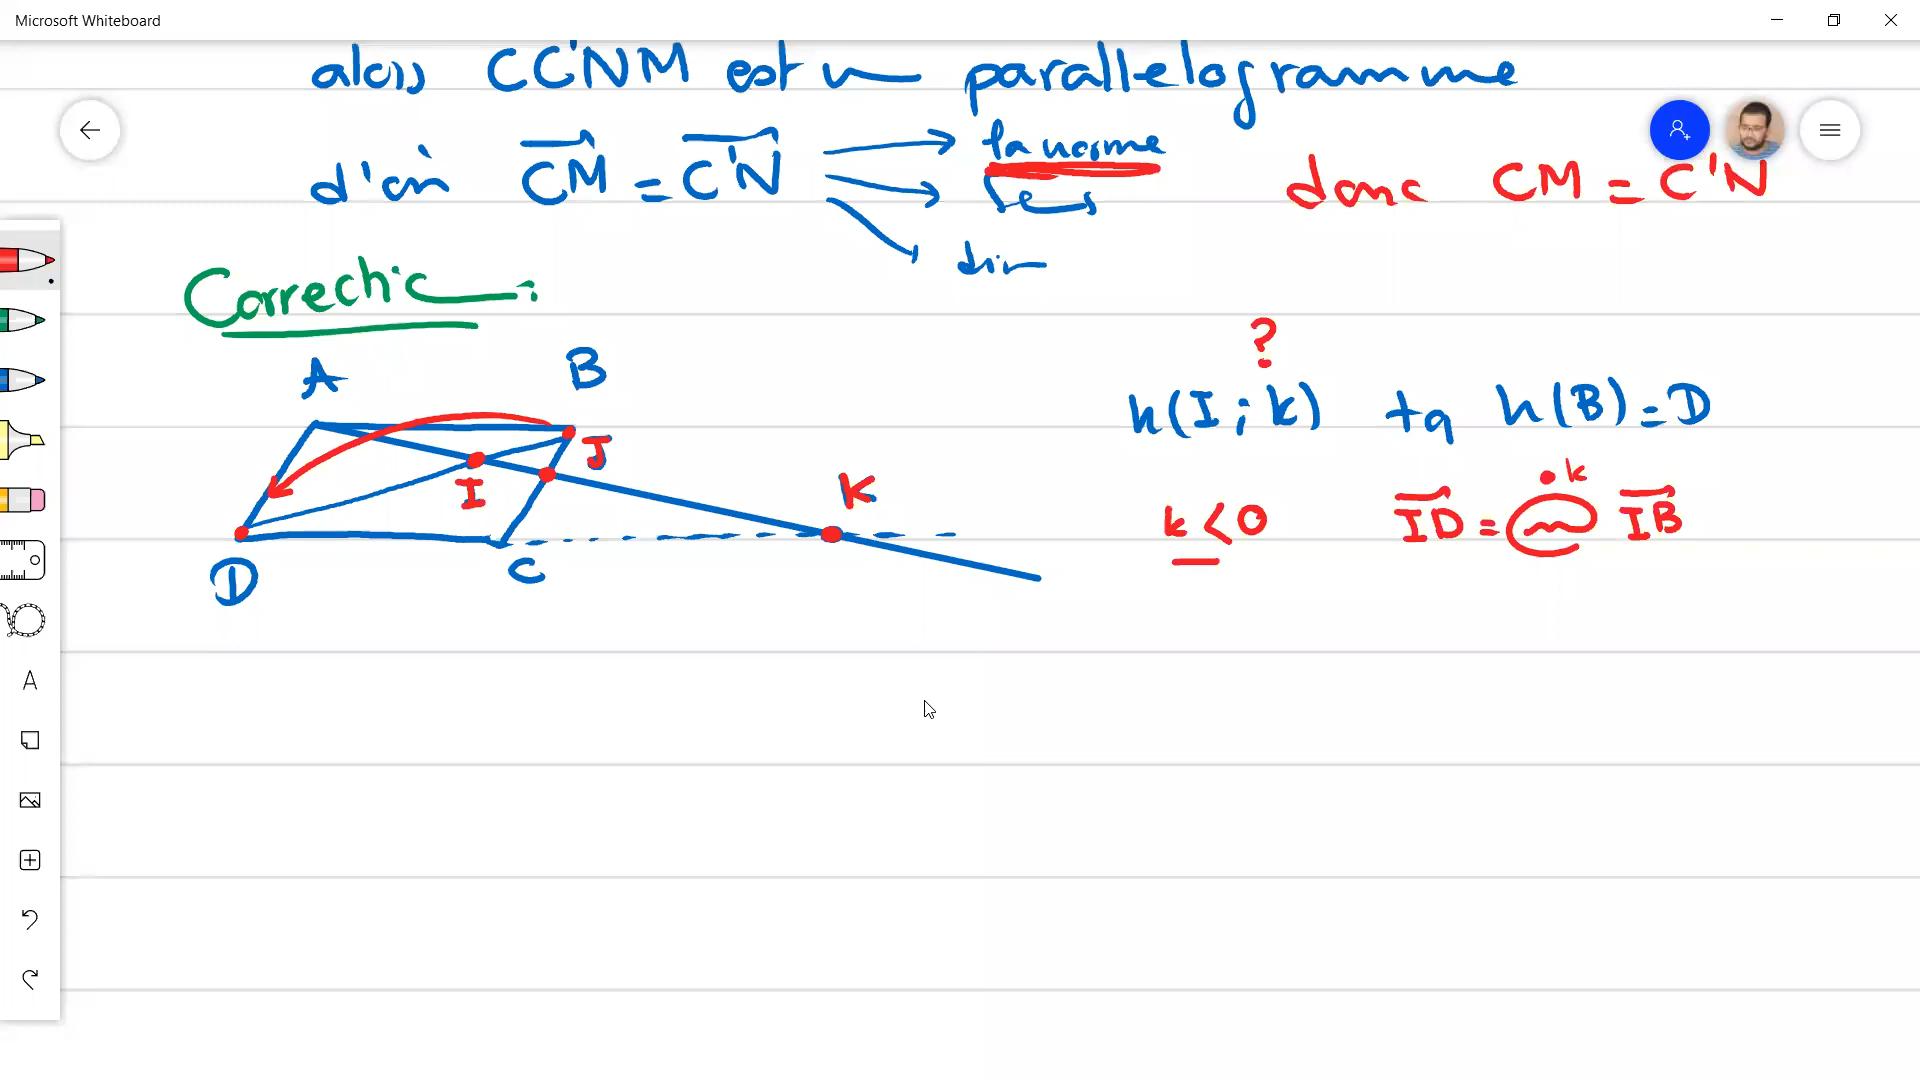 Microsoft Whiteboard
alors CC'NM est un parallelogramme
d'où CM = C'N la norme donc CM = C'N
sens
dir
Correction :
?
A B
h(I; k) tq h(B) = D
J
I K k
k < 0 ID = IB
D C
A